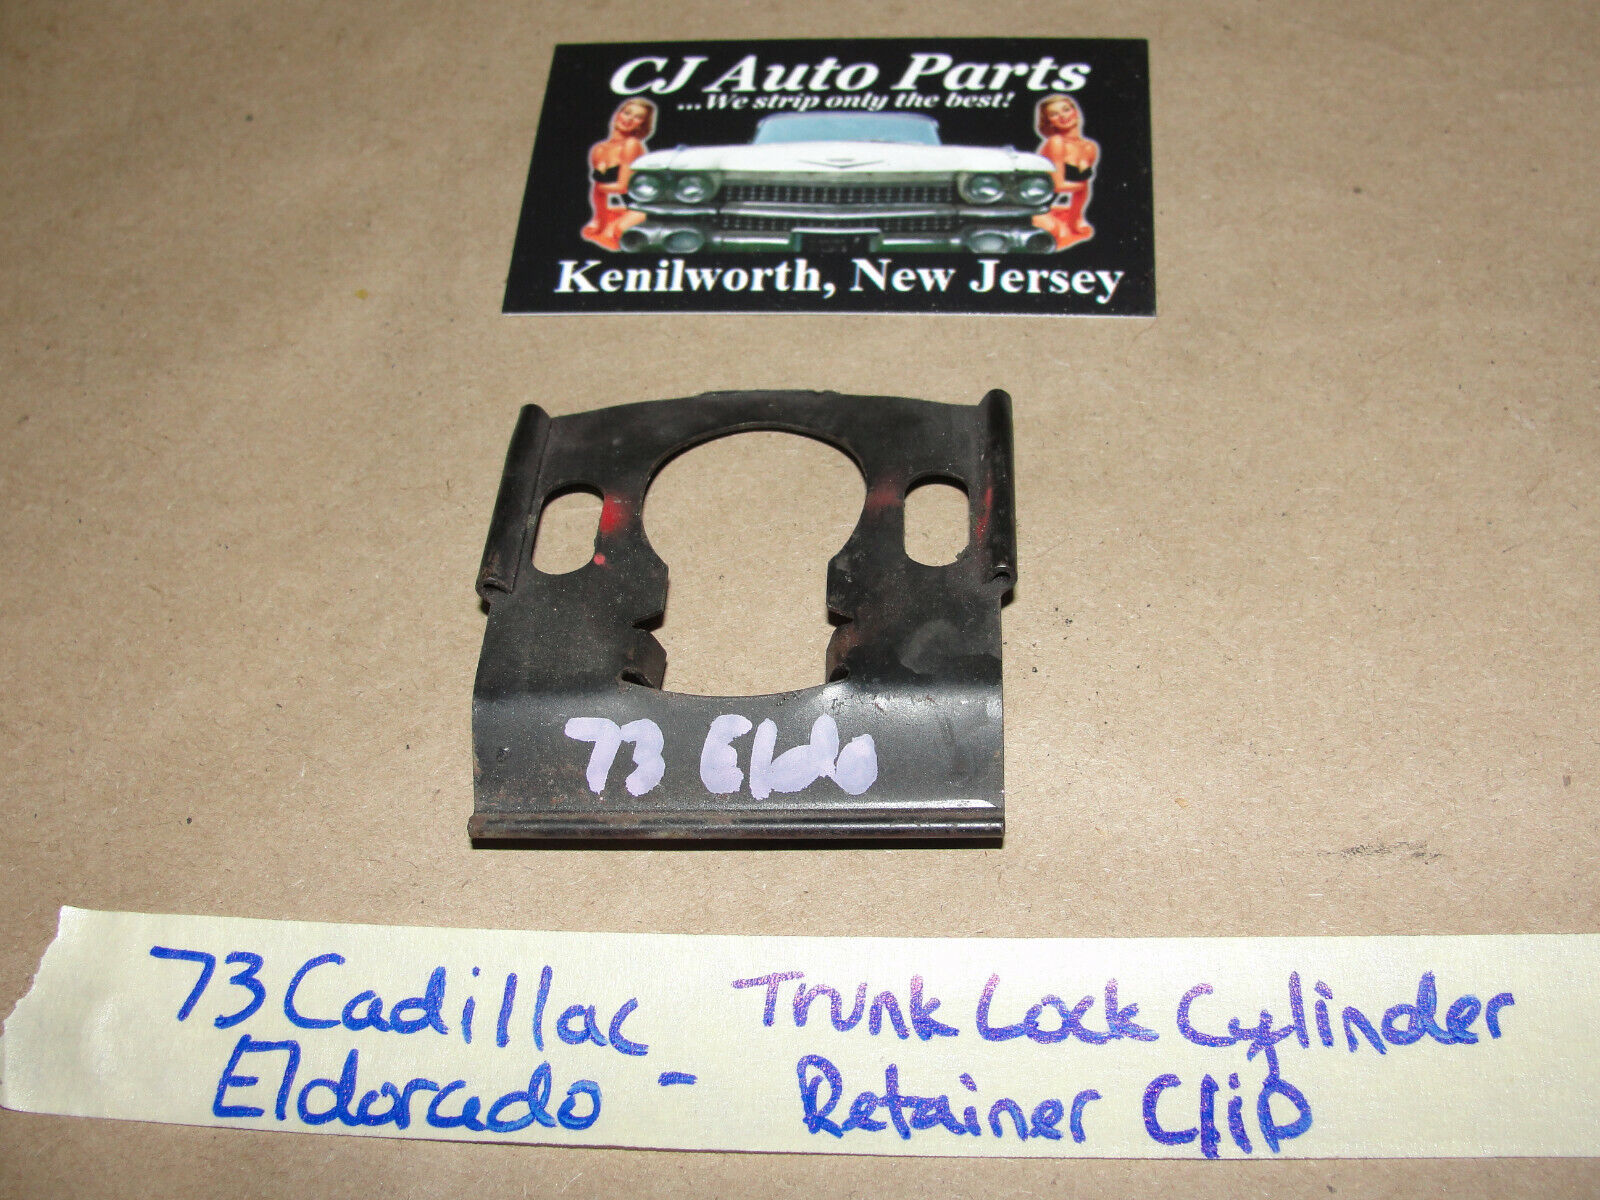 CJ Auto Parts
...We strip only the best!
Kenilworth, New Jersey
73 Eldo
73 Cadillac Eldorado - Trunk Lock Cylinder Retainer Clip